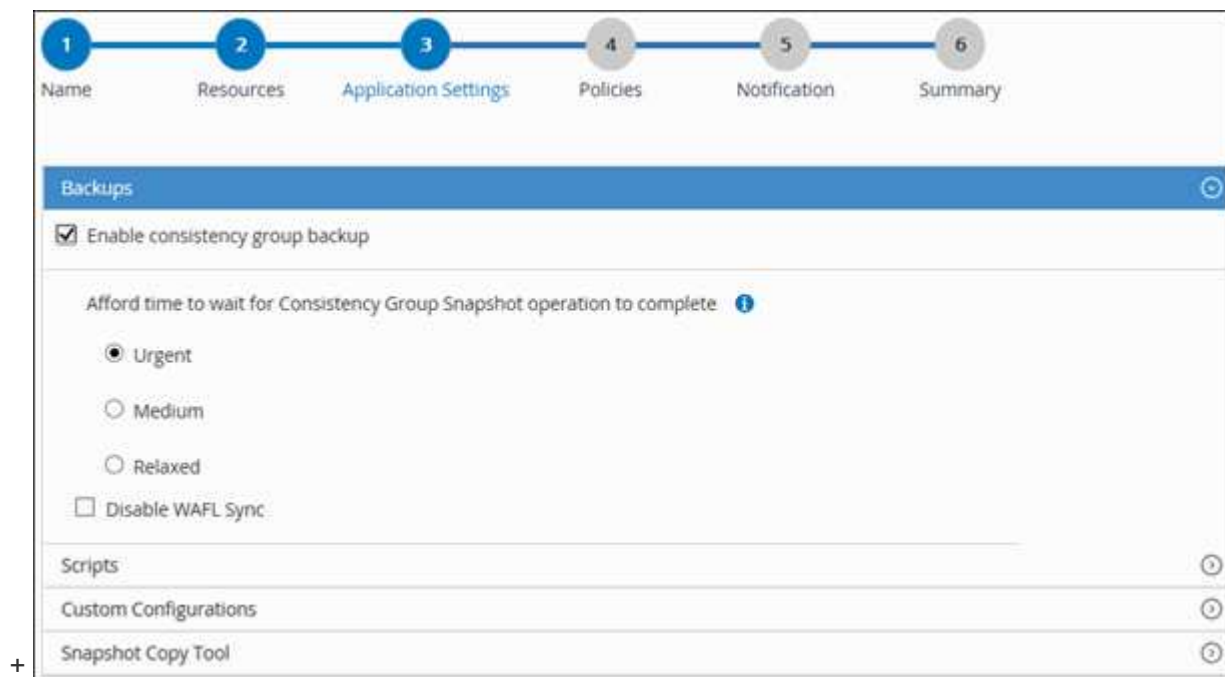 1 2 3 4 5 6
Name Resources Application Settings Policies Notification Summary
Backups
Enable consistency group backup
Afford time to wait for Consistency Group Snapshot operation to complete
Urgent
Medium
Relaxed
Disable WAFL Sync
Scripts
Custom Configurations
Snapshot Copy Tool
+